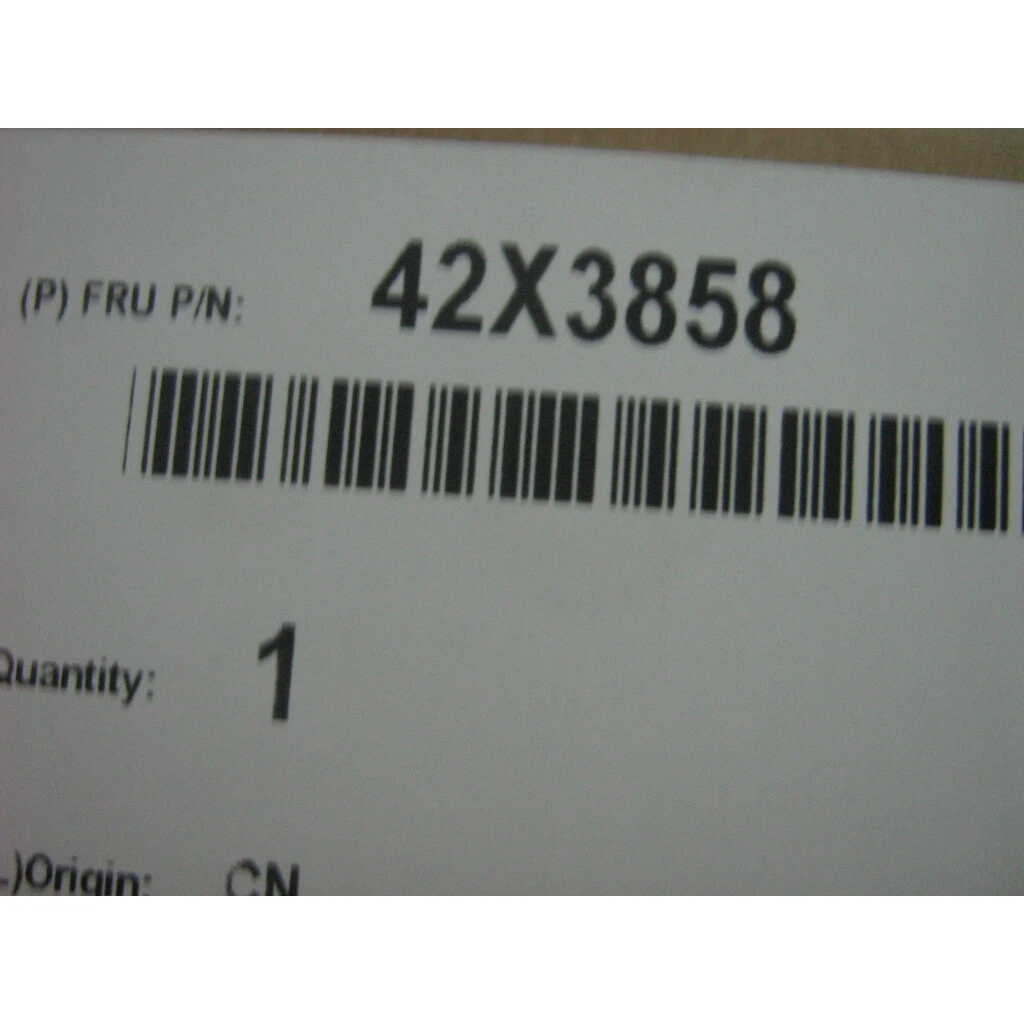 (P) FRU P/N: 42X3858
Quantity: 1
)Origin: CN